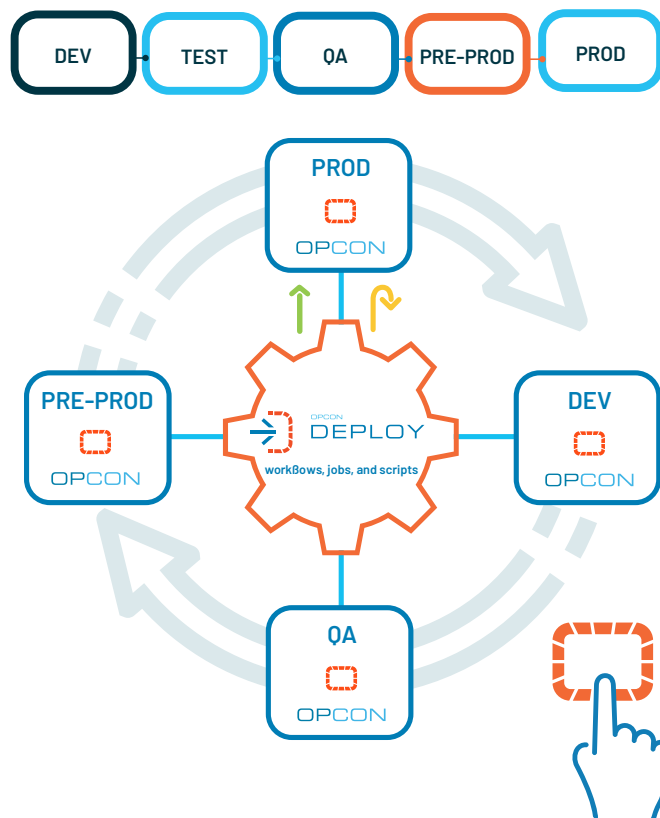 DEV
TEST
QA
PRE-PROD
PROD
PROD
OPCON
PRE-PROD
OPCON
OPCON
DEPLOY
workßows, jobs, and scripts
DEV
OPCON
QA
OPCON